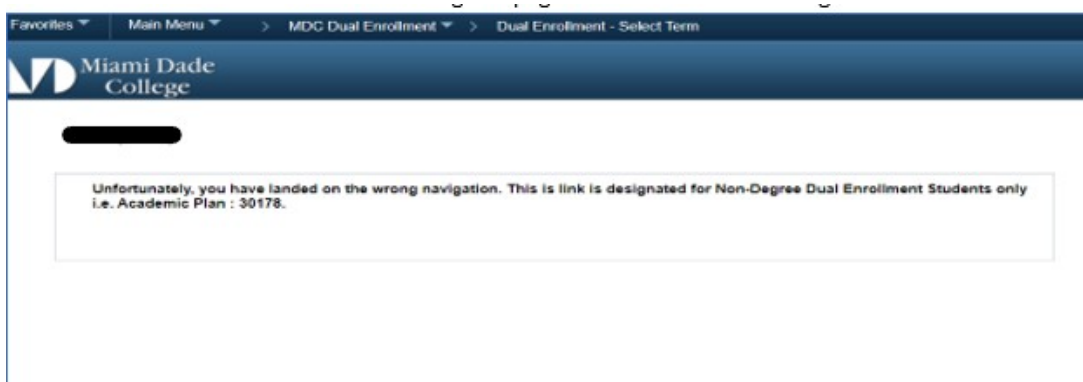 Favorites Main Menu > MDC Dual Enrollment > Dual Enrollment - Select Term
Miami Dade
College
Unfortunately, you have landed on the wrong navigation. This is link is designated for Non-Degree Dual Enrollment Students only
i.e. Academic Plan : 30178.